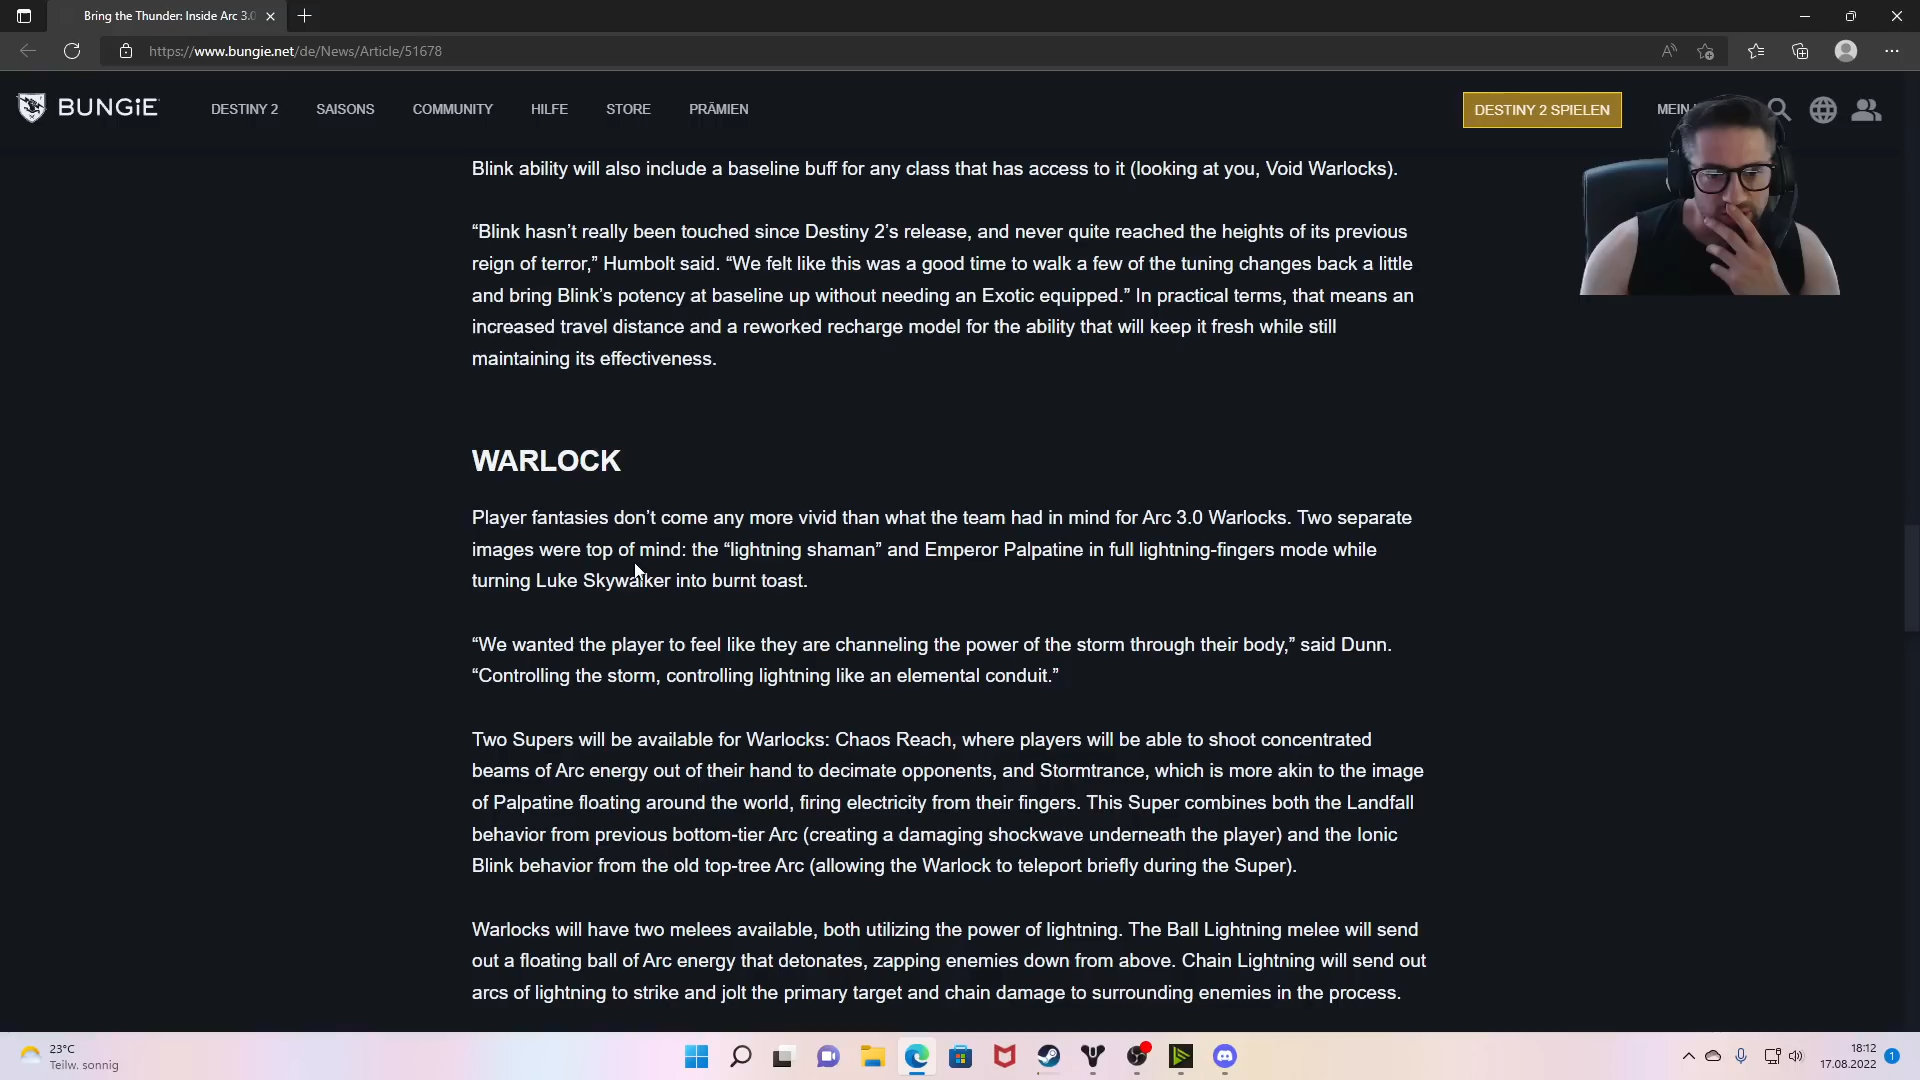 Bring the Thunder: Inside Arc 3.0
https://www.bungie.net/de/News/Article/51678
BUNGiE
DESTINY 2
SAISONS
COMMUNITY
HILFE
STORE
PRÄMIEN
DESTINY 2 SPIELEN
MEIN
Blink ability will also include a baseline buff for any class that has access to it (looking at you, Void Warlocks).
“Blink hasn’t really been touched since Destiny 2’s release, and never quite reached the heights of its previous
reign of terror,” Humbolt said. “We felt like this was a good time to walk a few of the tuning changes back a little
and bring Blink’s potency at baseline up without needing an Exotic equipped.” In practical terms, that means an
increased travel distance and a reworked recharge model for the ability that will keep it fresh while still
maintaining its effectiveness.
WARLOCK
Player fantasies don’t come any more vivid than what the team had in mind for Arc 3.0 Warlocks. Two separate
images were top of mind: the “lightning shaman” and Emperor Palpatine in full lightning-fingers mode while
turning Luke Skywalker into burnt toast.
“We wanted the player to feel like they are channeling the power of the storm through their body,” said Dunn.
“Controlling the storm, controlling lightning like an elemental conduit.”
Two Supers will be available for Warlocks: Chaos Reach, where players will be able to shoot concentrated
beams of Arc energy out of their hand to decimate opponents, and Stormtrance, which is more akin to the image
of Palpatine floating around the world, firing electricity from their fingers. This Super combines both the Landfall
behavior from previous bottom-tier Arc (creating a damaging shockwave underneath the player) and the Ionic
Blink behavior from the old top-tree Arc (allowing the Warlock to teleport briefly during the Super).
Warlocks will have two melees available, both utilizing the power of lightning. The Ball Lightning melee will send
out a floating ball of Arc energy that detonates, zapping enemies down from above. Chain Lightning will send out
arcs of lightning to strike and jolt the primary target and chain damage to surrounding enemies in the process.
23°C
Teilw. sonnig
18:12
17.08.2022
1